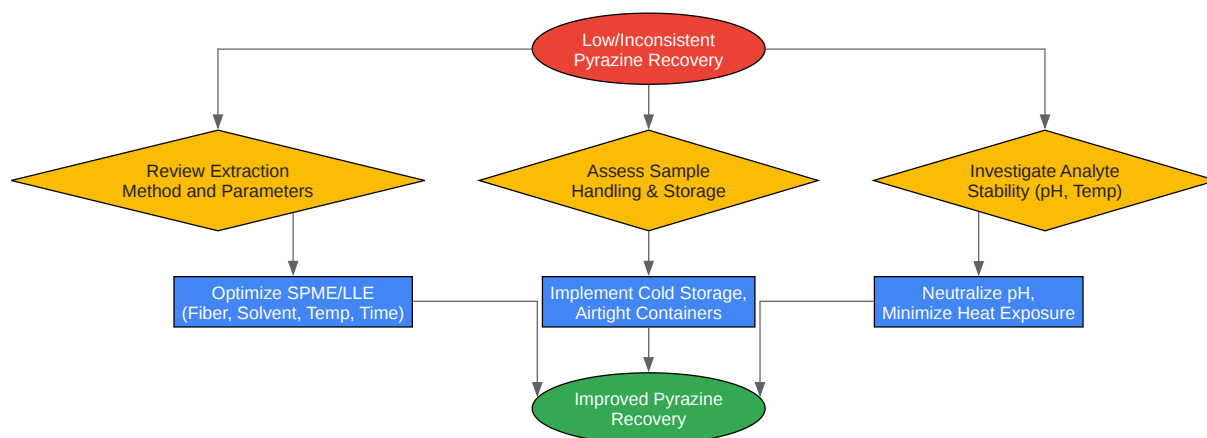 Low/Inconsistent
Pyrazine Recovery
Review Extraction
Method and Parameters
Assess Sample
Handling & Storage
Investigate Analyte
Stability (pH, Temp)
Optimize SPME/LLE
(Fiber, Solvent, Temp, Time)
Implement Cold Storage,
Airtight Containers
Neutralize pH,
Minimize Heat Exposure
Improved Pyrazine
Recovery